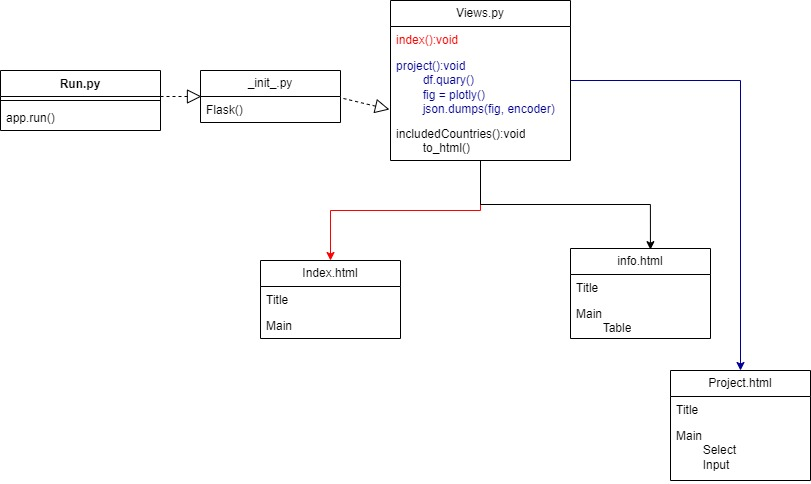 Views.py
index():void
project():void
df.quary()
fig = plotly()
json.dumps(fig, encoder)
includedCountries():void
to_html()
Run.py
app.run()
_init_.py
Flask()
Index.html
Title
Main
info.html
Title
Main
Table
Project.html
Title
Main
Select
Input